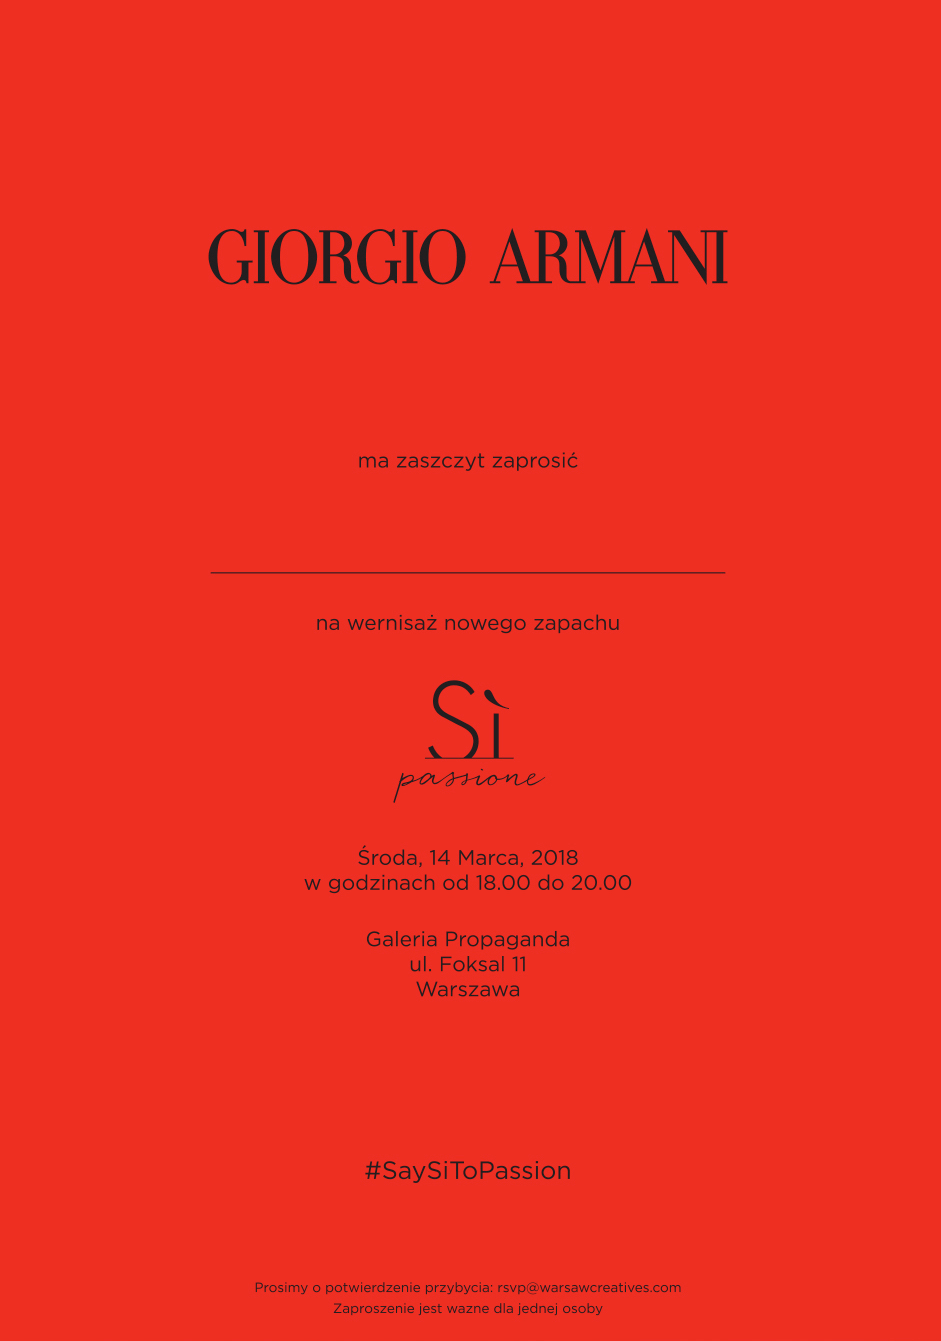 GIORGIO ARMANI
ma zaszczyt zaprosić
na wernisaż nowego zapachu
Sì
passione
Środa, 14 Marca, 2018
w godzinach od 18.00 do 20.00
Galeria Propaganda
ul. Foksal 11
Warszawa
#SaySiToPassion
Prosimy o potwierdzenie przybycia: rsvp@warsawcreatives.com
Zaproszenie jest wazne dla jednej osoby